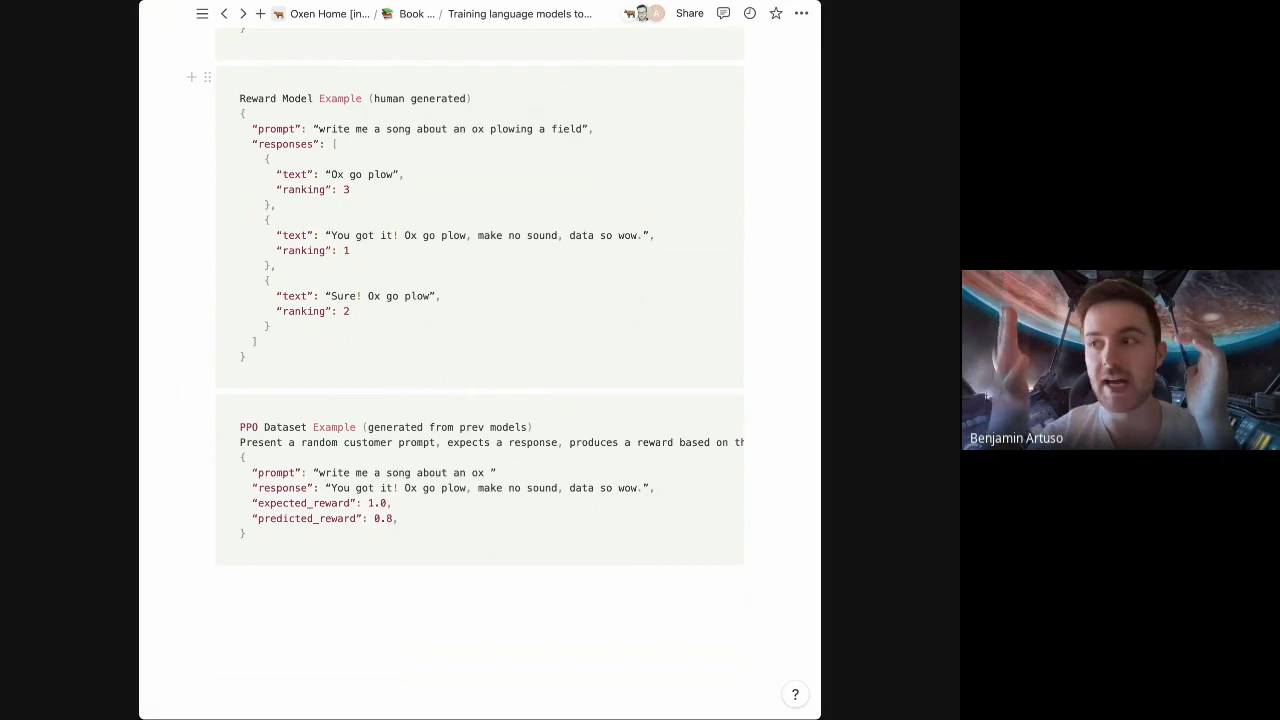 Oxen Home [in... / Book ... / Training language models to... Share
}
Reward Model Example (human generated)
{
“prompt”: “write me a song about an ox plowing a field”,
“responses”: [
{
“text”: “Ox go plow”,
“ranking”: 3
},
{
“text”: “You got it! Ox go plow, make no sound, data so wow.”,
“ranking”: 1
},
{
“text”: “Sure! Ox go plow”,
“ranking”: 2
}
]
}
PPO Dataset Example (generated from prev models)
Present a random customer prompt, expects a response, produces a reward based on th
{
“prompt”: “write me a song about an ox ”
“response”: “You got it! Ox go plow, make no sound, data so wow.”,
“expected_reward”: 1.0,
“predicted_reward”: 0.8,
}
?
Benjamin Artuso